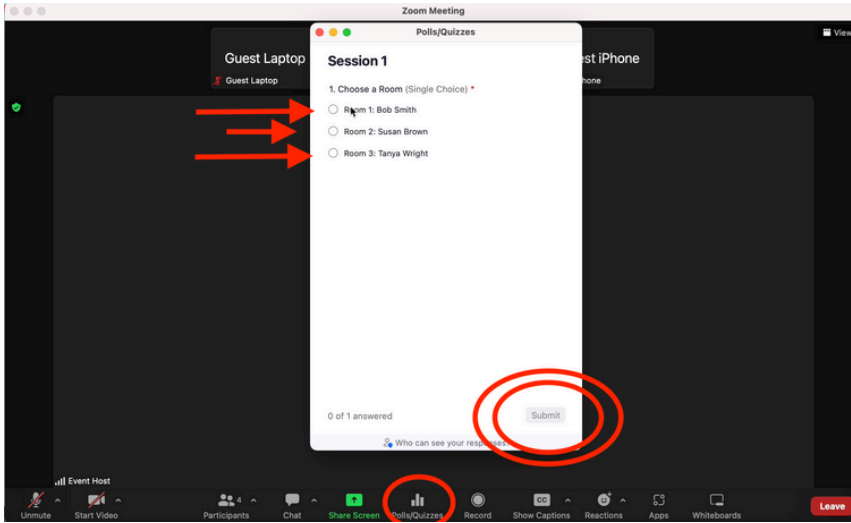 Zoom Meeting
View
Polls/Quizzes
Guest Laptop
Guest Laptop
st iPhone
hone
Session 1
1. Choose a Room (Single Choice) *
Room 1: Bob Smith
Room 2: Susan Brown
Room 3: Tanya Wright
0 of 1 answered
Submit
Who can see your responses?
Event Host
4
Unmute
Start Video
Participants
Chat
Share Screen
Polls/Quizzes
Record
CC
Show Captions
Reactions
Apps
Whiteboards
Leave